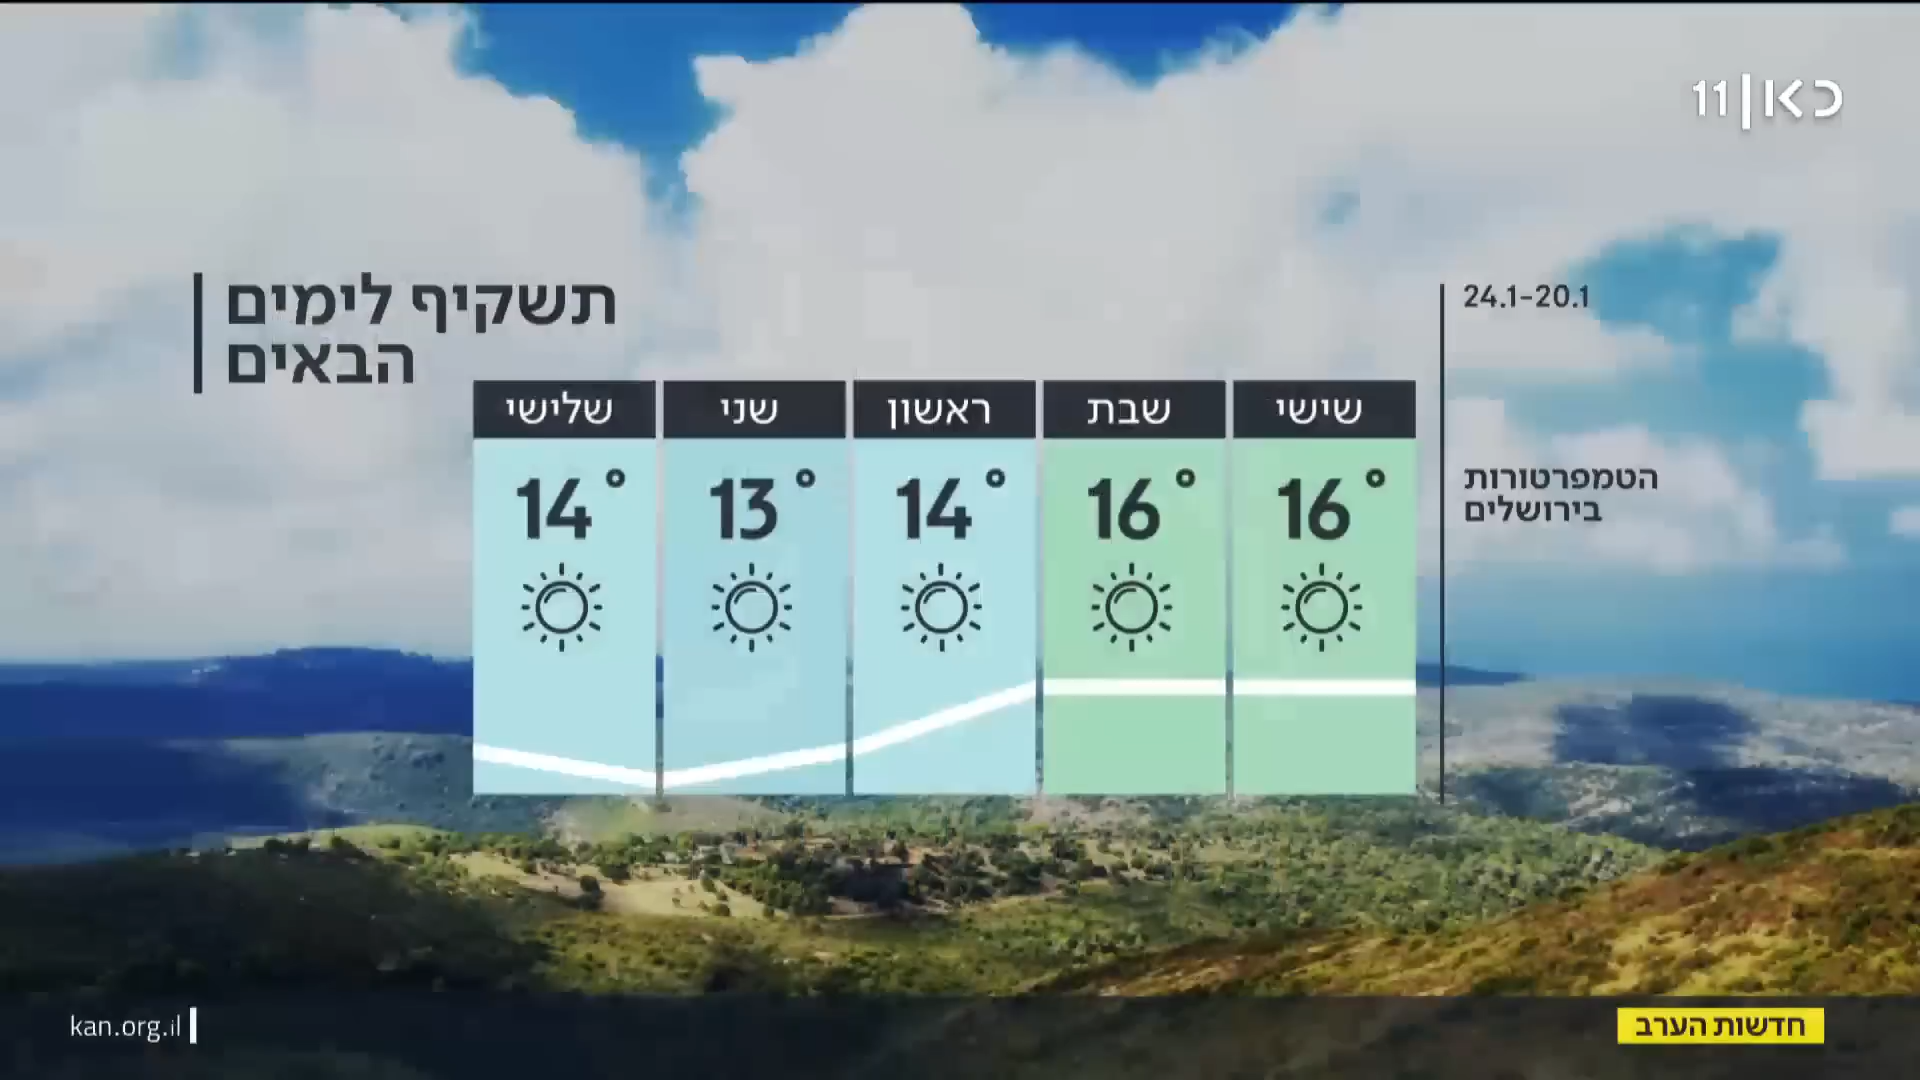 כאן 11
24.1-20.1
תשקיף לימים
הבאים
שישי
שבת
ראשון
שני
שלישי
16°
16°
14°
13°
14°
הטמפרטורות
בירושלים
חדשות הערב
kan.org.il